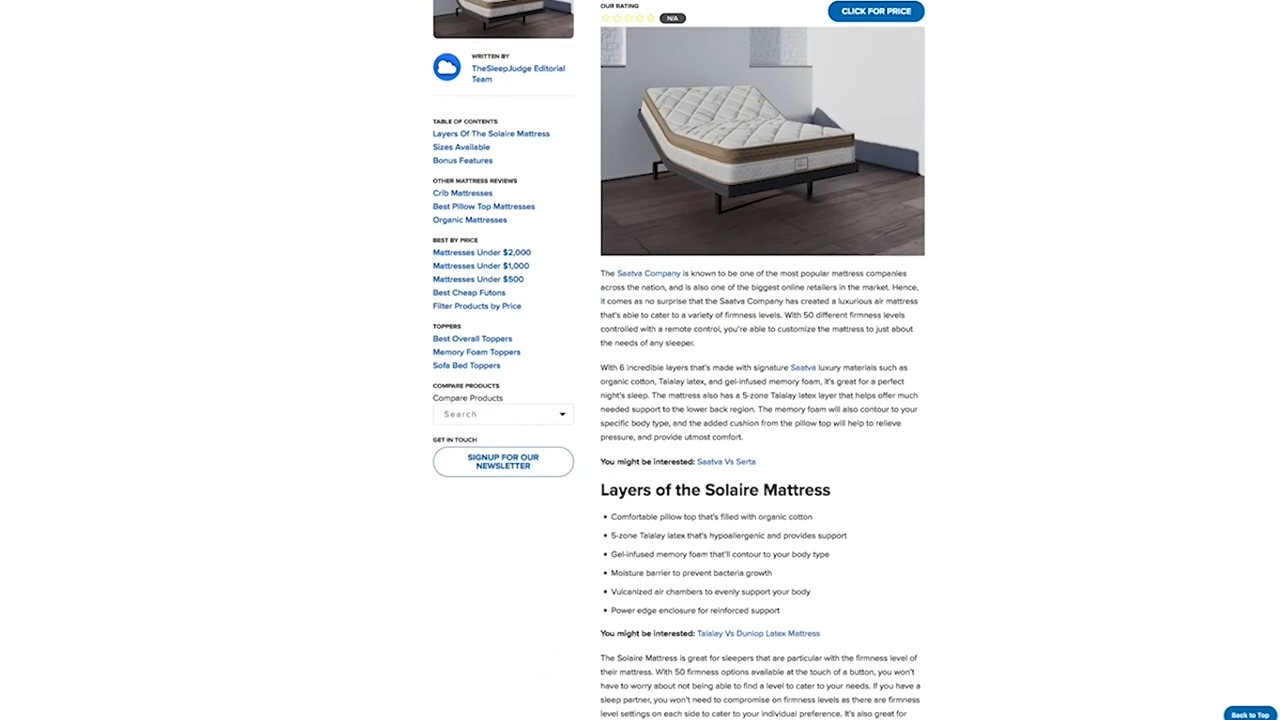 WRITTEN BY
TheSleepJudge Editorial
Team
TABLE OF CONTENTS
Layers Of The Solaire Mattress
Sizes Available
Bonus Features
OTHER MATTRESS REVIEWS
Crib Mattresses
Best Pillow Top Mattresses
Organic Mattresses
BEST BY PRICE
Mattresses Under $2,000
Mattresses Under $1,000
Mattresses Under $500
Best Cheap Futons
Filter Products by Price
TOPPERS
Best Overall Toppers
Memory Foam Toppers
Sofa Bed Toppers
COMPARE PRODUCTS
Compare Products
Search
GET IN TOUCH
SIGNUP FOR OUR
NEWSLETTER
OUR RATING
N/A
CLICK FOR PRICE
The Saatva Company is known to be one of the most popular mattress companies
across the nation, and is also one of the biggest online retailers in the market. Hence,
it comes as no surprise that the Saatva Company has created a luxurious air mattress
that's able to cater to a variety of firmness levels. With 50 different firmness levels
controlled with a remote control, you're able to customize the mattress to just about
the needs of any sleeper.
With 6 incredible layers that's made with signature Saatva luxury materials such as
organic cotton, Talalay latex, and gel-infused memory foam, it's great for a perfect
night's sleep. The mattress also has a 5-zone Talalay latex layer that helps offer much
needed support to the lower back region. The memory foam will also contour to your
specific body type, and the added cushion from the pillow top will help to relieve
pressure, and provide utmost comfort.
You might be interested: Saatva Vs Serta
Layers of the Solaire Mattress
• Comfortable pillow top that's filled with organic cotton
• 5-zone Talalay latex that's hypoallergenic and provides support
• Gel-infused memory foam that'll contour to your body type
• Moisture barrier to prevent bacteria growth
• Vulcanized air chambers to evenly support your body
• Power edge enclosure for reinforced support
You might be interested: Talalay Vs Dunlop Latex Mattress
The Solaire Mattress is great for sleepers that are particular with the firmness level of
their mattress. With 50 firmness options available at the touch of a button, you won't
have to worry about not being able to find a level to cater to your needs. If you have a
sleep partner, you won't need to compromise on firmness levels as there are firmness
level settings on each side to cater to your individual preference. It's also great for
Back to Top